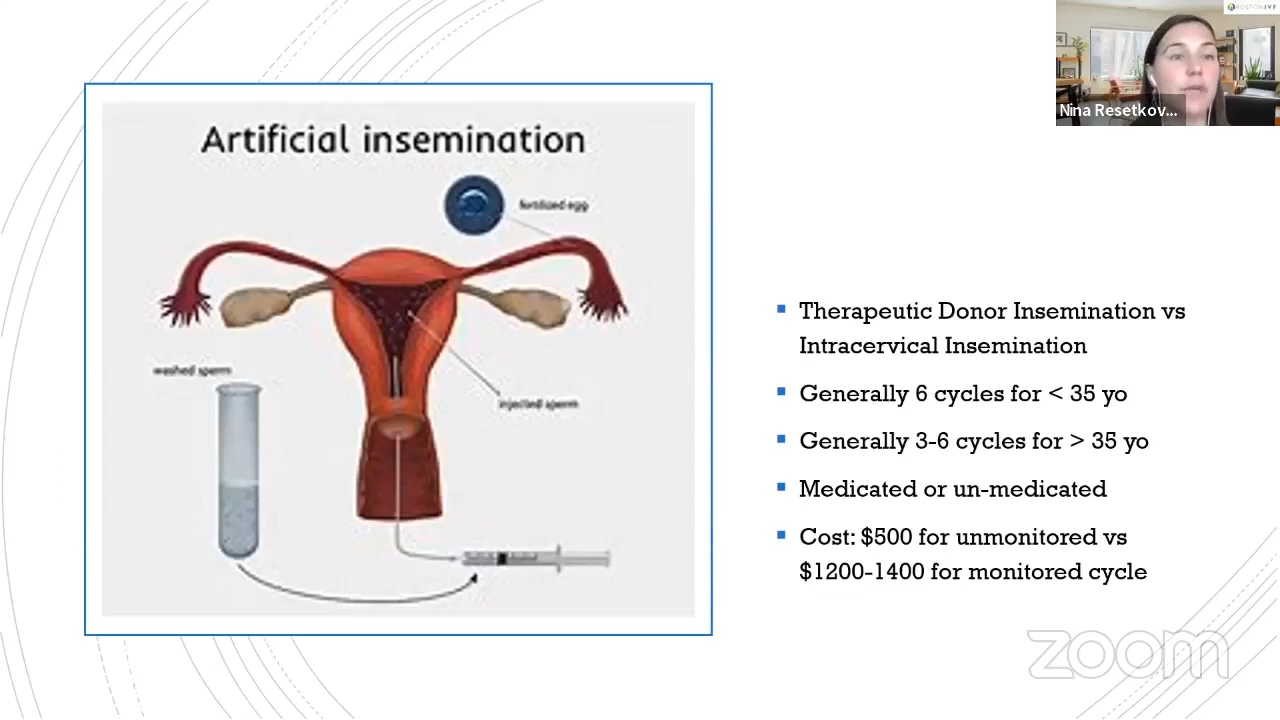 BOSTON IVF
Nina Resetkov...
Artificial insemination
fertilized egg
washed sperm
injected sperm
Therapeutic Donor Insemination vs
Intracervical Insemination
Generally 6 cycles for < 35 yo
Generally 3-6 cycles for > 35 yo
Medicated or un-medicated
Cost: $500 for unmonitored vs
$1200-1400 for monitored cycle
zoom